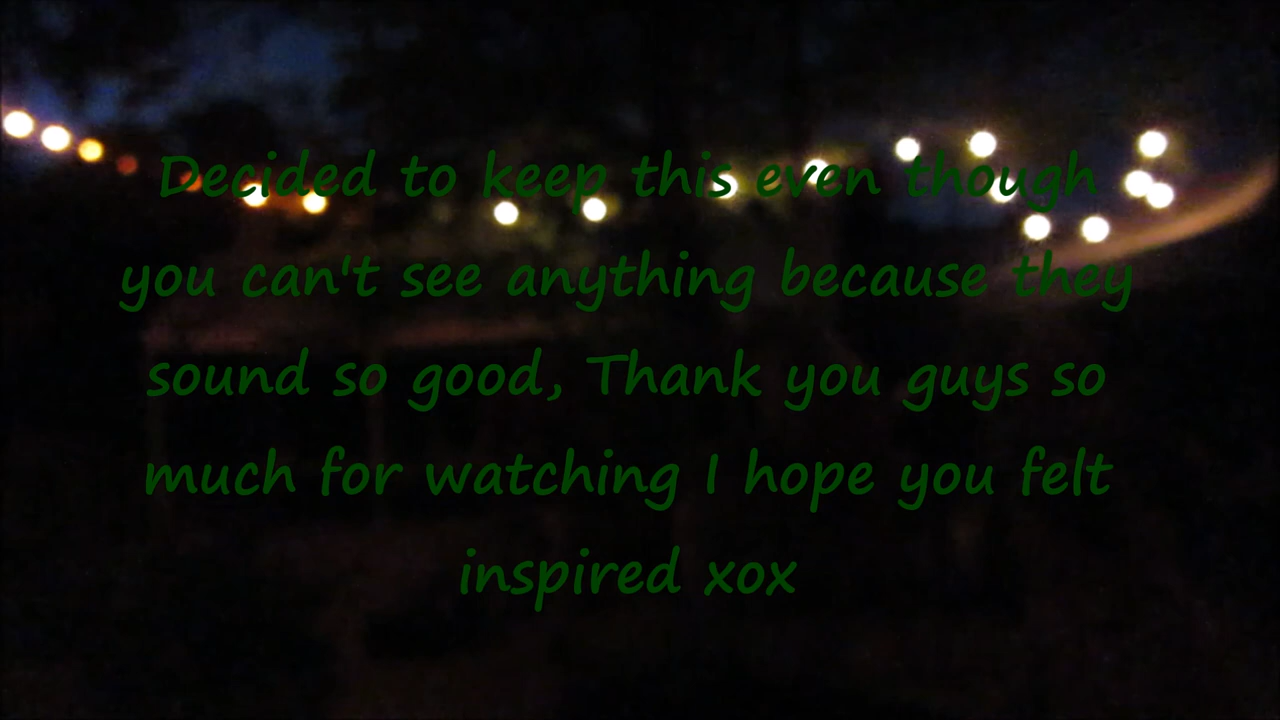 Decided to keep this even though
you can't see anything because they
sound so good, Thank you guys so
much for watching I hope you felt
inspired xox